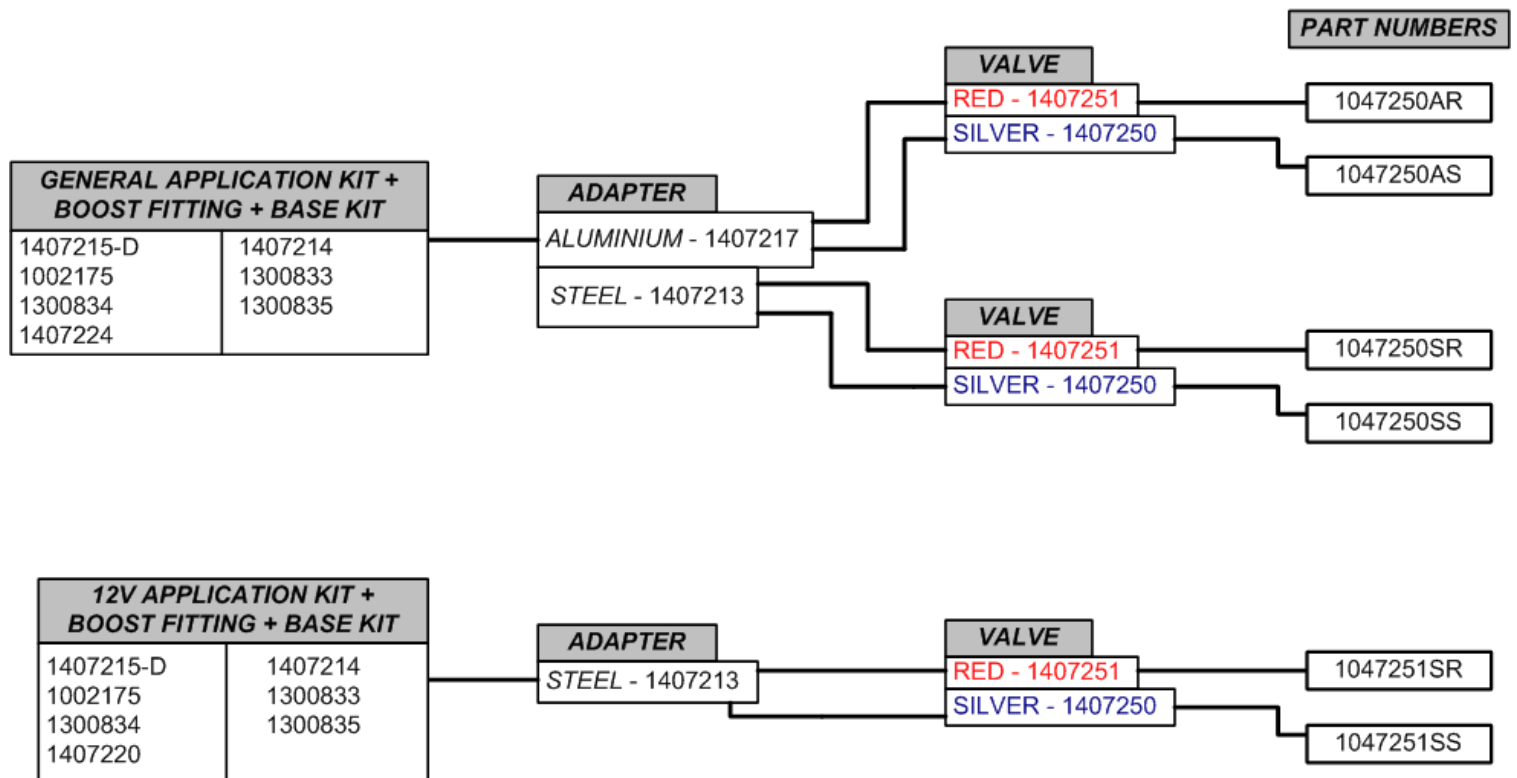 PART NUMBERS
VALVE
RED - 1407251
1047250AR
SILVER - 1407250
1047250AS
GENERAL APPLICATION KIT +
BOOST FITTING + BASE KIT
1407215-D
1002175
1300834
1407224
1407214
1300833
1300835
ADAPTER
ALUMINIUM - 1407217
STEEL - 1407213
VALVE
RED - 1407251
1047250SR
SILVER - 1407250
1047250SS
12V APPLICATION KIT +
BOOST FITTING + BASE KIT
1407215-D
1002175
1300834
1407220
1407214
1300833
1300835
ADAPTER
STEEL - 1407213
VALVE
RED - 1407251
1047251SR
SILVER - 1407250
1047251SS